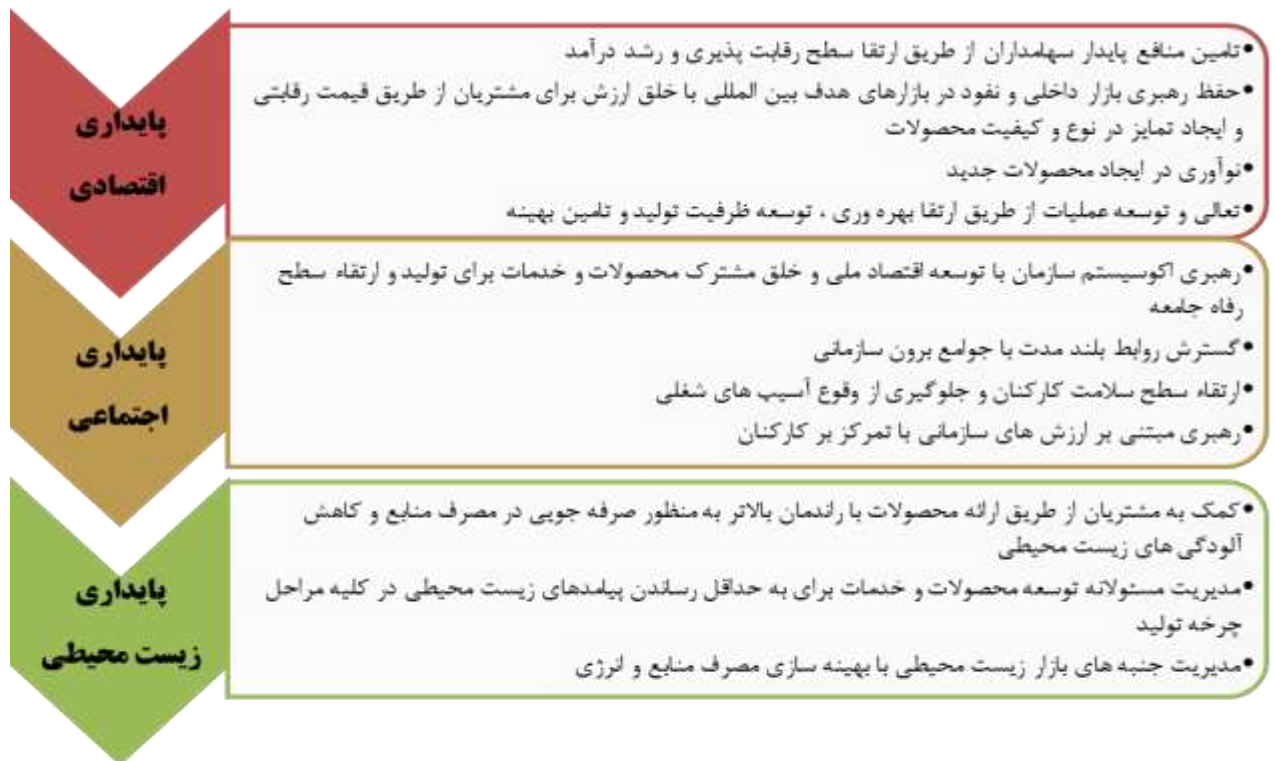 پایداری
اقتصادی
•تامین منافع پایدار سهامداران از طریق ارتقا سطح رقابت پذیری و رشد درآمد
•حفظ رهبری بازار داخلی و نفود در بازارهای هدف بین المللی با خلق ارزش برای مشتریان از طریق قیمت رقابتی
و ایجاد تمایز در نوع و کیفیت محصولات
•نوآوری در ایجاد محصولات جدید
•تعالی و توسعه عملیات از طریق ارتقا بهره وری ، توسعه ظرفیت تولید و تامین بهینه
پایداری
اجتماعی
•رهبری اکوسیستم سازمان با توسعه اقتصاد ملی و خلق مشترک محصولات و خدمات برای تولید و ارتقاء سطح
رفاه جامعه
•گسترش روابط بلند مدت با جوامع برون سازمانی
•ارتقاء سطح سلامت کارکنان و جلوگیری از وقوع آسیب های شغلی
•رهبری مبتنی بر ارزش های سازمانی با تمرکز بر کارکنان
پایداری
زیست محیطی
•کمک به مشتریان از طریق ارائه محصولات با راندمان بالاتر به منظور صرفه جویی در مصرف منابع و کاهش
آلودگی های زیست محیطی
•مدیریت مسئولانه توسعه محصولات و خدمات برای به حداقل رساندن پیامدهای زیست محیطی در کلیه مراحل
چرخه تولید
•مدیریت جنبه های بازار زیست محیطی با بهینه سازی مصرف منابع و انرژی